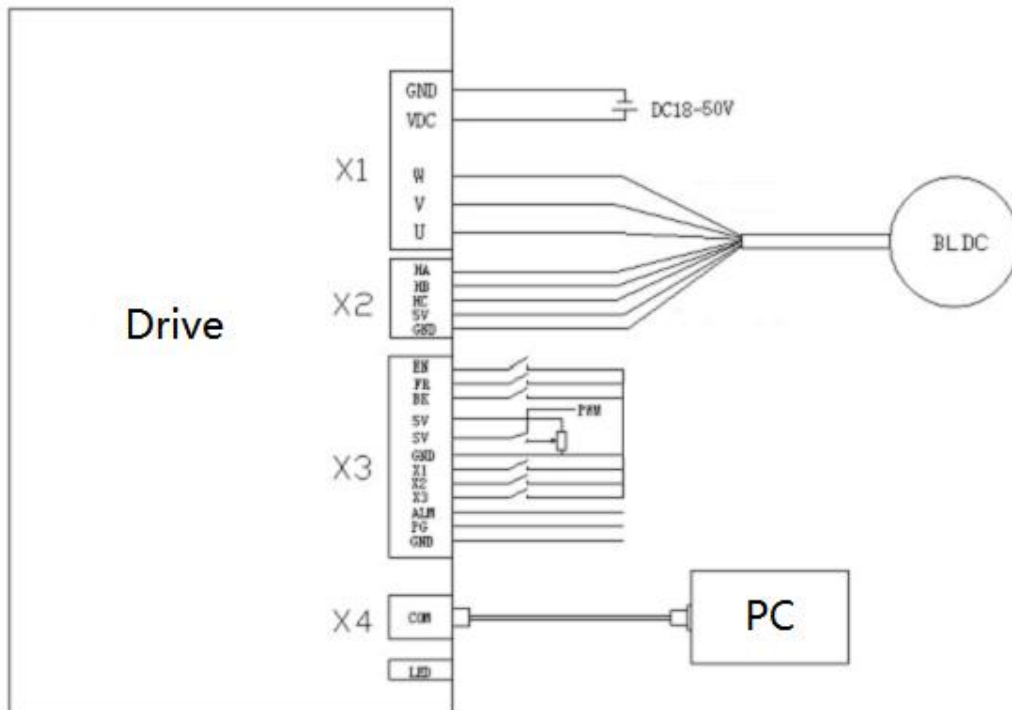 GND
VDC
DC18-50V
X1
W
V
U
BLDC
HA
HB
HC
5V
GND
X2
Drive
EN
FR
BK
5V
PWM
SV
GND
X1
X2
X3
X3
ALM
PG
GND
X4
COM
PC
LED